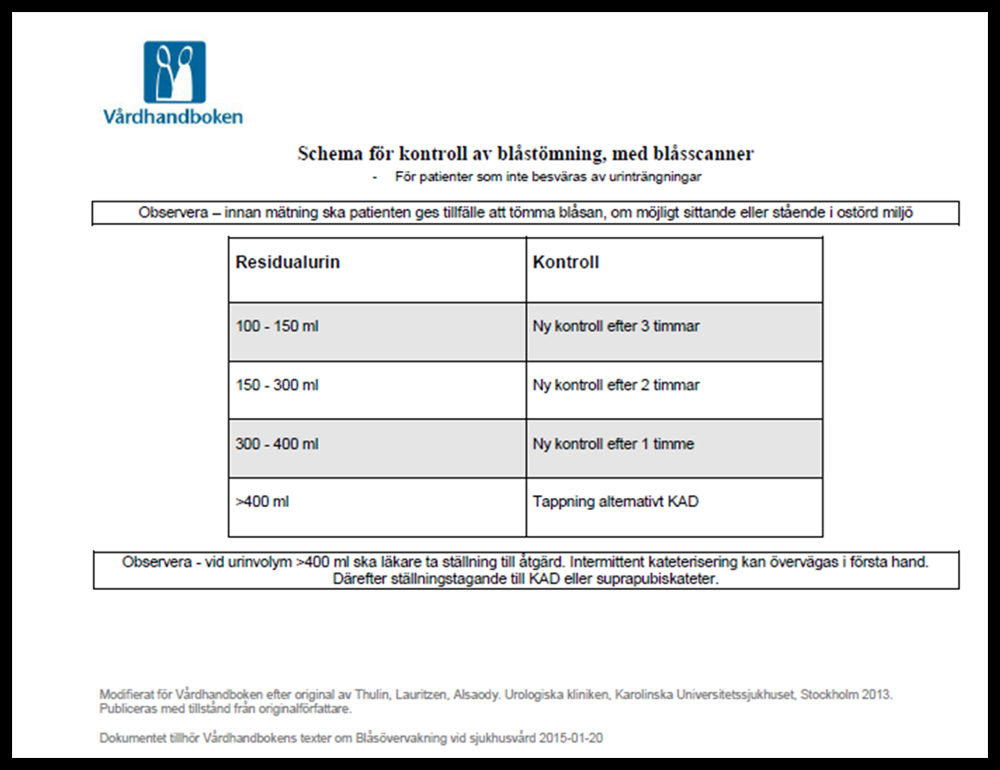 Vårdhandboken
Schema för kontroll av blåstömning, med blåsscanner
- För patienter som inte besväras av urinträngningar
Observera – innan mätning ska patienten ges tillfälle att tömma blåsan, om möjligt sittande eller stående i ostörd miljö
Residualurin Kontroll
100 - 150 ml Ny kontroll efter 3 timmar
150 - 300 ml Ny kontroll efter 2 timmar
300 - 400 ml Ny kontroll efter 1 timme
>400 ml Tappning alternativt KAD
Observera - vid urinvolym >400 ml ska läkare ta ställning till åtgärd. Intermittent kateterisering kan övervägas i första hand.
Därefter ställningstagande till KAD eller suprapubiskateter.
Modifierat för Vårdhandboken efter original av Thulin, Lauritzen, Alsaody. Urologiska kliniken, Karolinska Universitetssjukhuset, Stockholm 2013.
Publiceras med tillstånd från originalförfattare.
Dokumentet tillhör Vårdhandbokens texter om Blåsövervakning vid sjukhusvård 2015-01-20